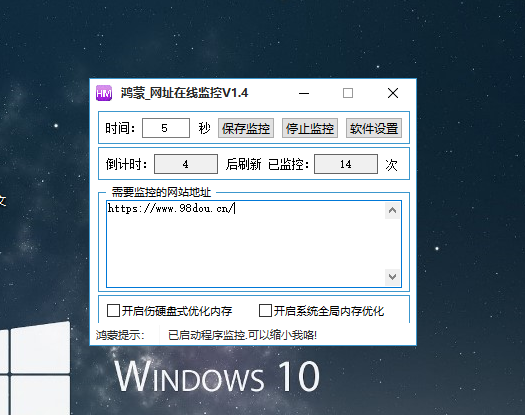 HM 鸿蒙_网址在线监控V1.4
时间: 5 秒 保存监控 停止监控 软件设置
倒计时: 4 后刷新 已监控: 14 次
需要监控的网站地址
https://www.98dou.cn/
文
开启伤硬盘式优化内存 开启系统全局内存优化
鸿蒙提示: 已启动程序监控.可以缩小我咯!
WINDOWS 10